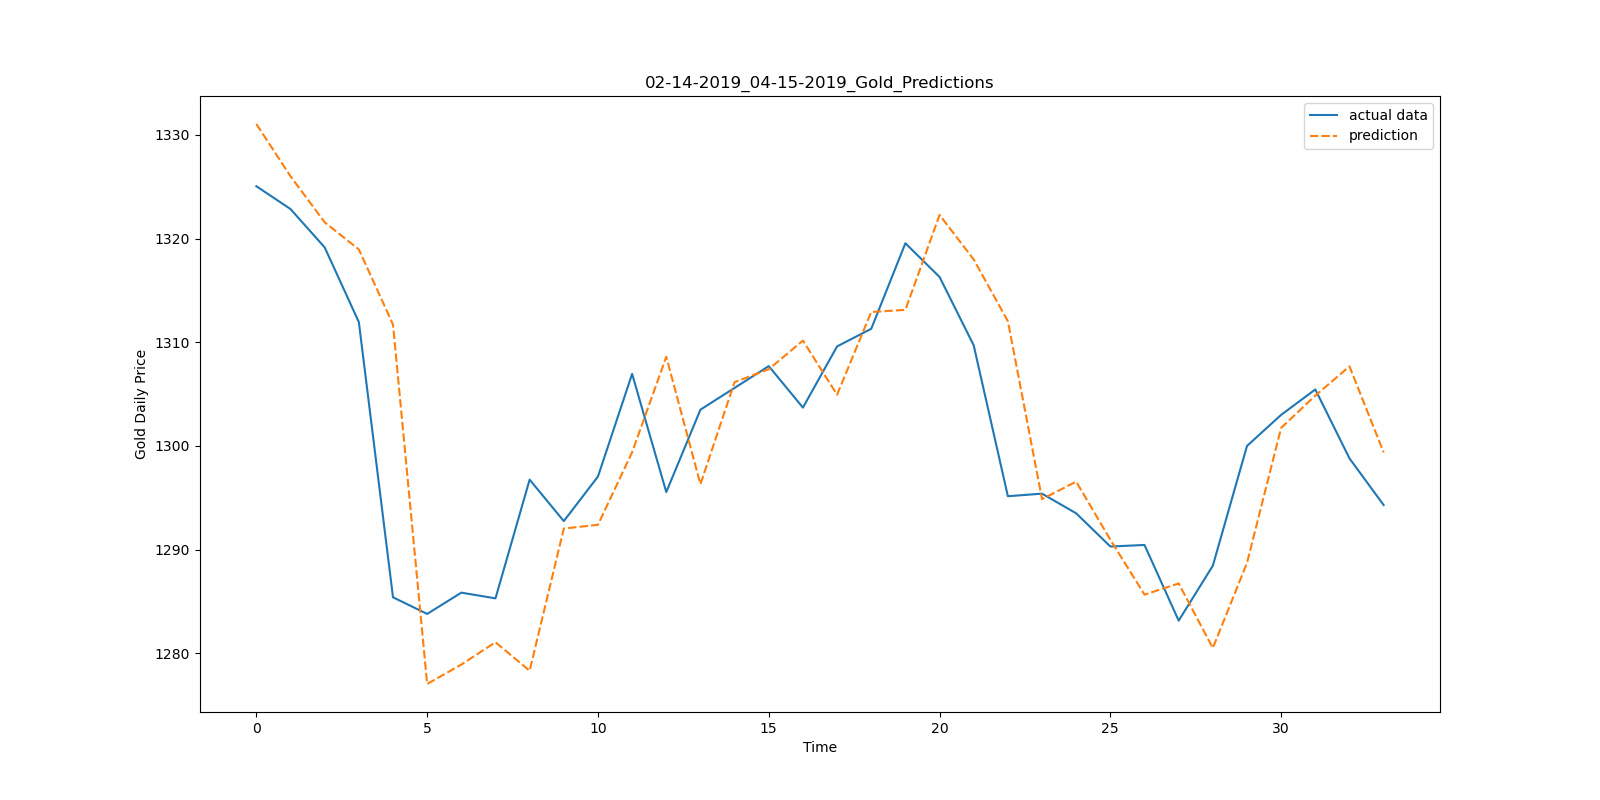 02-14-2019_04-15-2019_Gold_Predictions
actual data
prediction
Gold Daily Price
1330
1320
1310
1300
1290
1280
0 5 10 15 20 25 30
Time